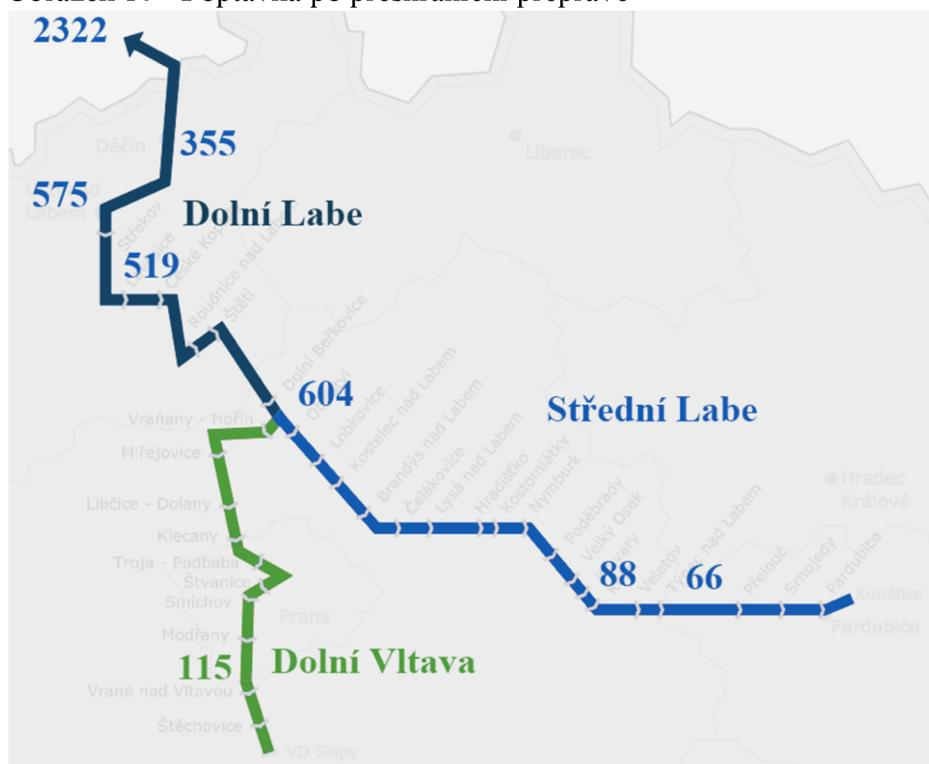 2322
Děčín
355
Liberec
575
Labem
Střekov
České Kop
Roudnice nad Lab
Štětí
Dolní Labe
519
Dolní Beřkovice
604
Lobkovice
Kostelec nad Labem
Brandýs nad Labem
Čelákovice
Lysá nad Labem
Hradištko
Kostomlátky
Nymburk
Poděbrady
Velký Osek
Střední Labe
Vraňany - Hořín
Miřejovice
Hradec
Králové
Libčice - Dolany
Klecany
Troja - Podbaba
Štvanice
Smíchov
Praha
88
66
Veletov
Týnec nad Labem
Přelouč
Srnojedy
Pardubice
Kunětice
Pardubice
Modřany
115
Dolní Vltava
Vrané nad Vltavou
Štěchovice
VD Slapy